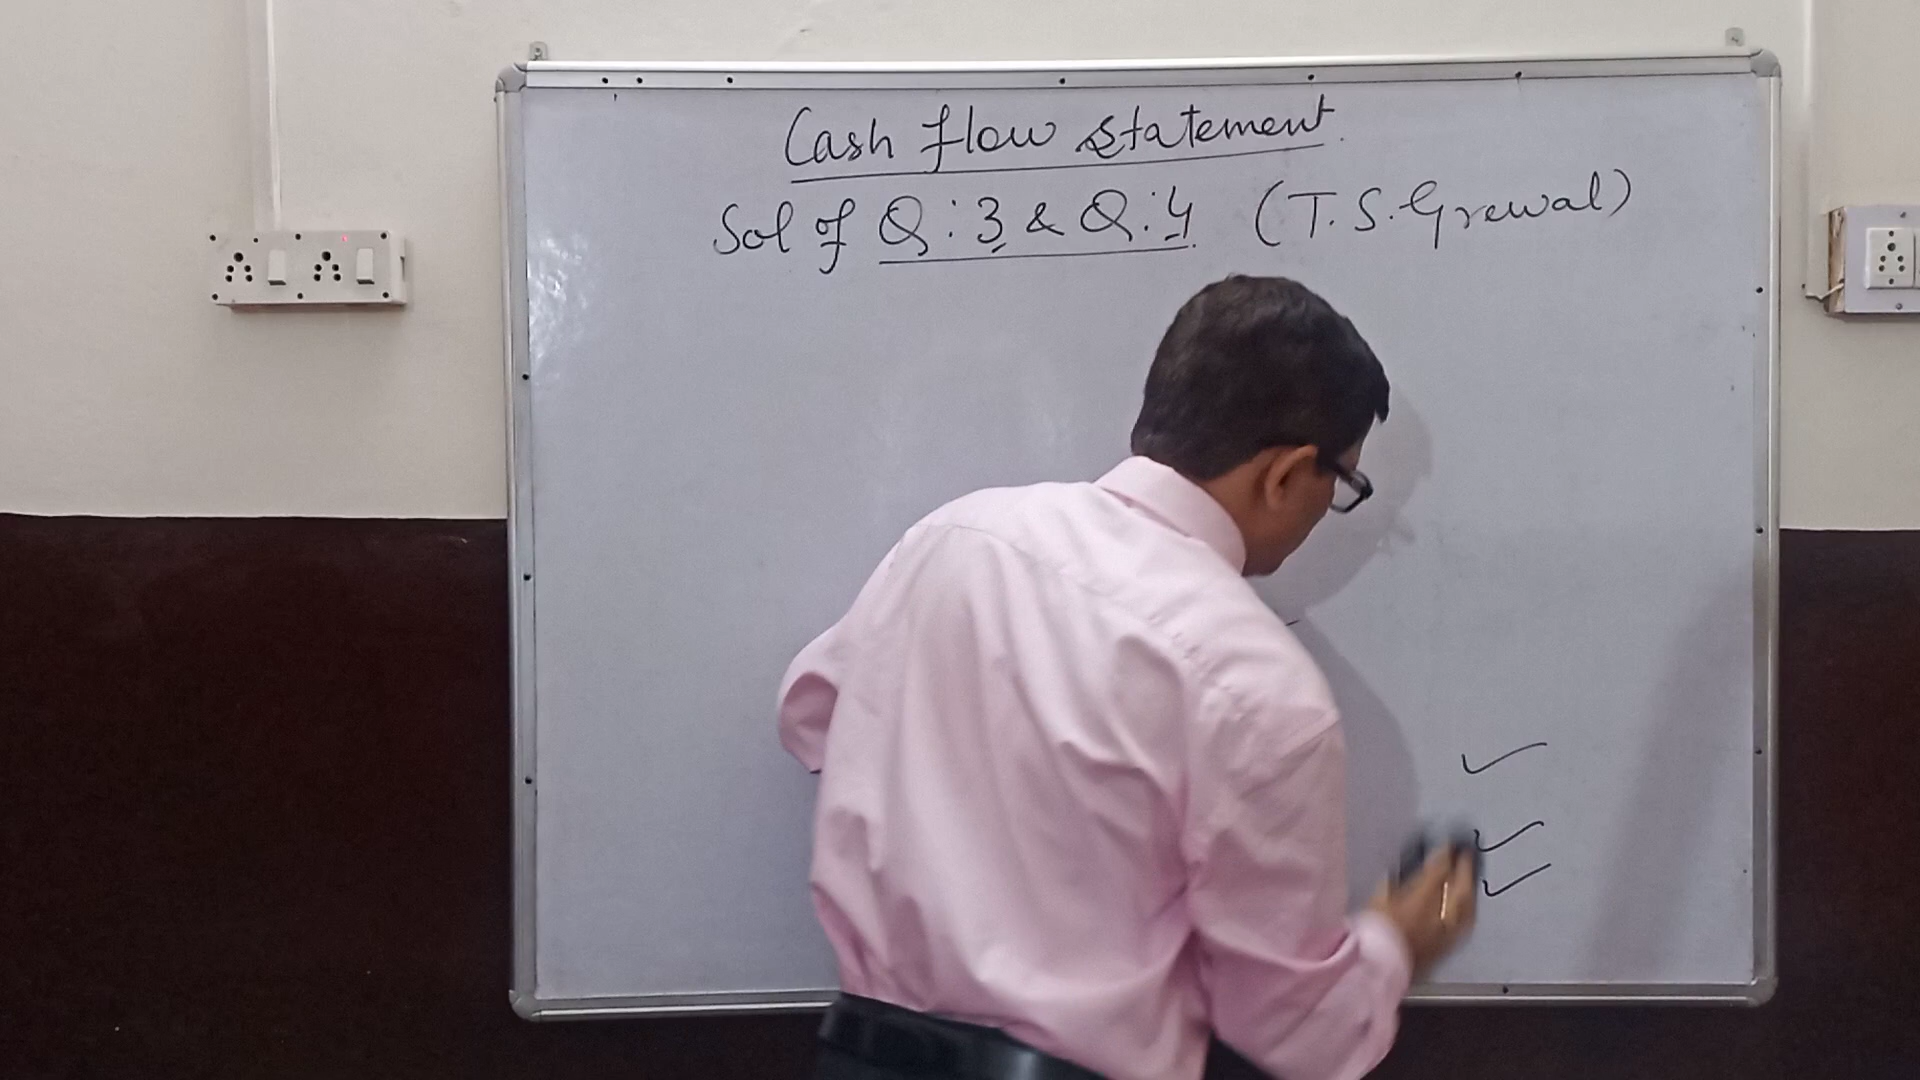 Cash flow statement.
Sol of Q:3 & Q:4 (T.S.Grewal)